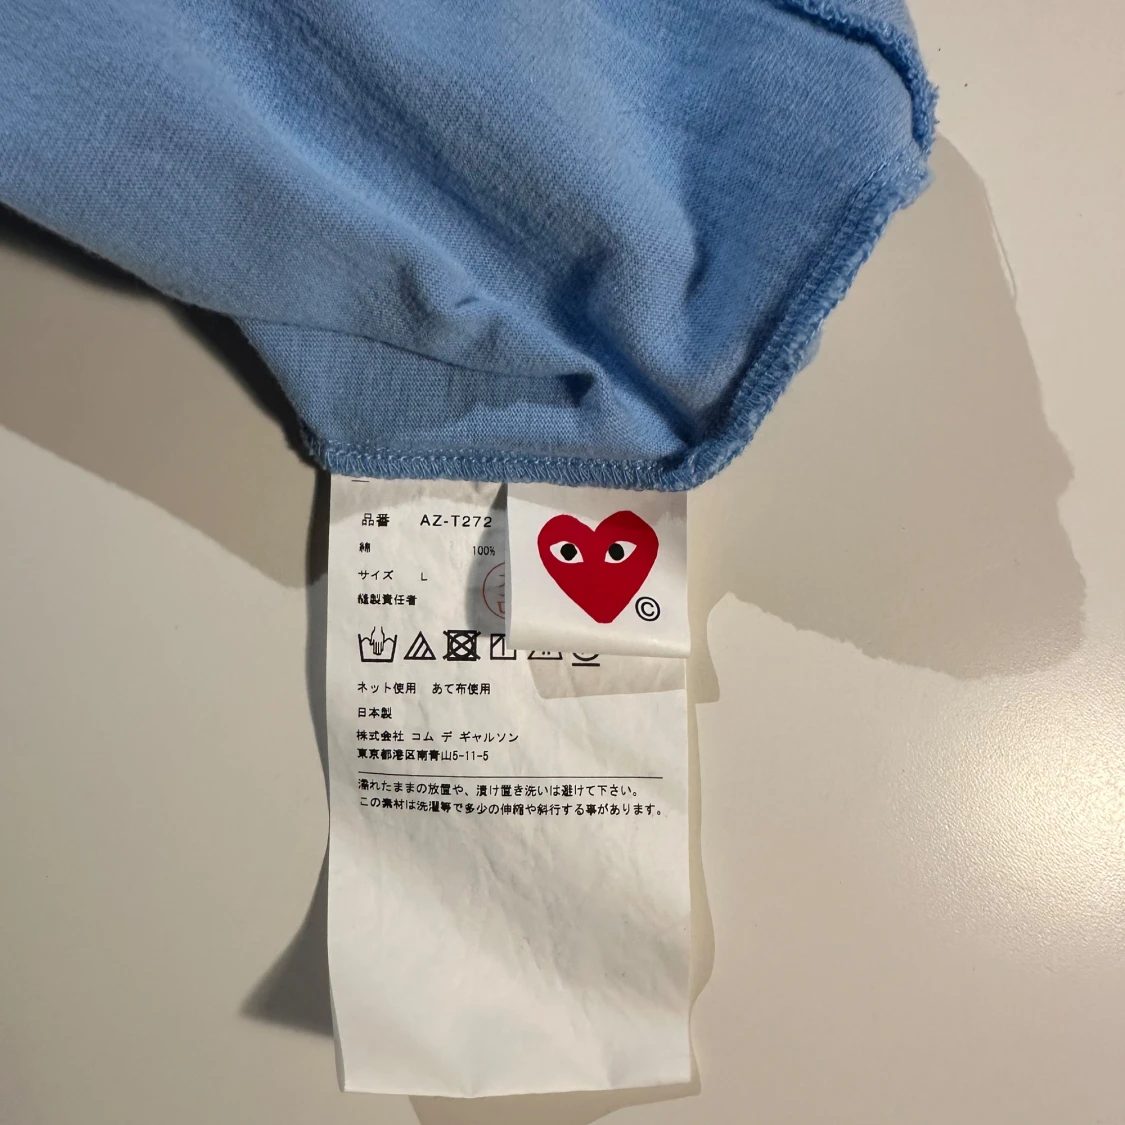 品番 AZ-T272
綿 100%
サイズ L
縫製責任者
©
ネット使用 あて布使用
日本製
株式会社 コム デ ギャルソン
東京都港区南青山5-11-5
濡れたままの放置や、漬け置き洗いは避けて下さい。
この素材は洗濯等で多少の伸縮や斜行する事があります。